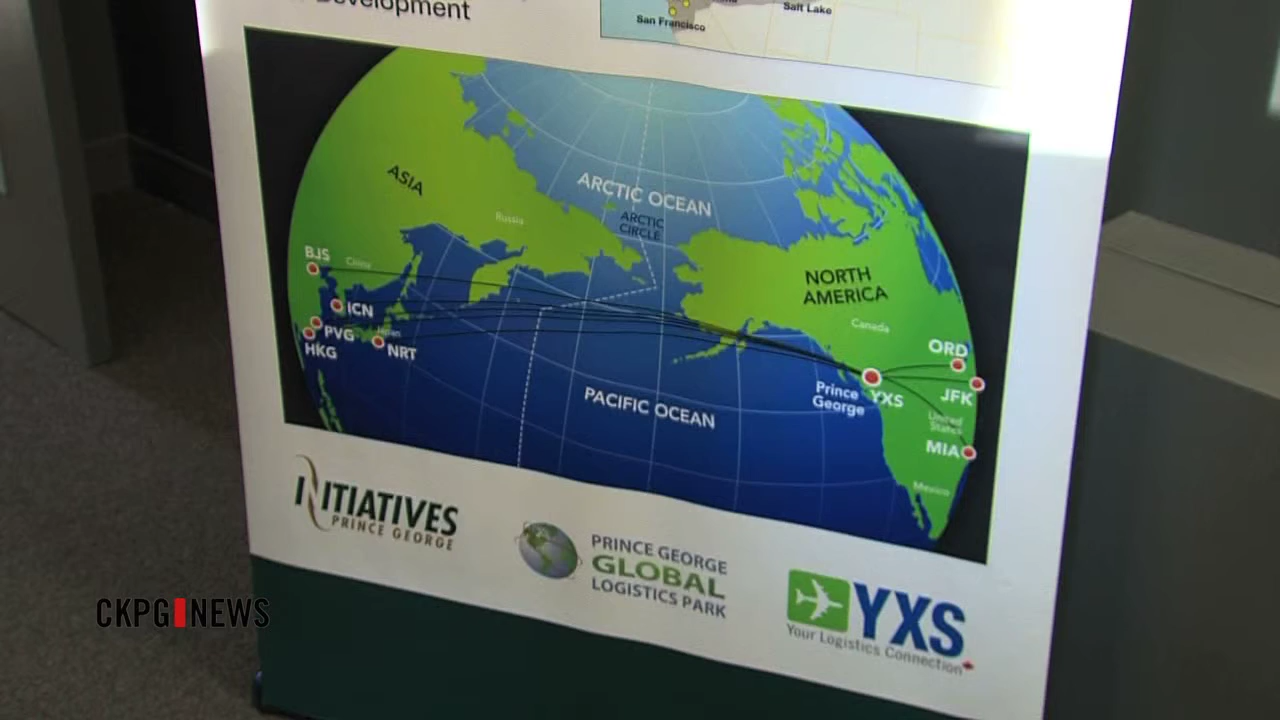 Development
San Francisco
Salt Lake
ASIA
ARCTIC OCEAN
Russia
ARCTIC
CIRCLE
BJS
China
NORTH
AMERICA
ICN
Canada
PVG
Japan
HKG
NRT
ORD
Prince
George
YXS
JFK
PACIFIC OCEAN
United
States
MIA
Mexico
INITIATIVES
PRINCE GEORGE
PRINCE GEORGE
GLOBAL
LOGISTICS PARK
YXS
Your Logistics Connection
CKPG NEWS